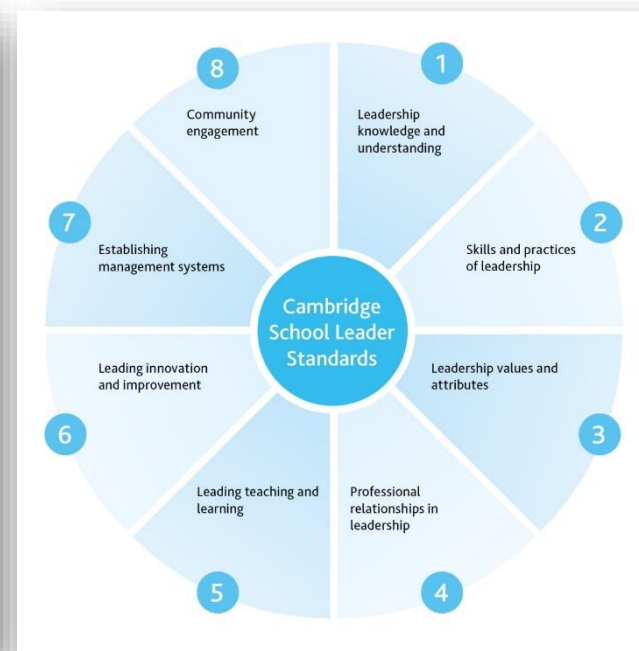 Cambridge
School Leader
Standards
1
Leadership
knowledge and
understanding
2
Skills and practices
of leadership
3
Leadership values and
attributes
4
Professional
relationships in
leadership
5
Leading teaching and
learning
6
Leading innovation
and improvement
7
Establishing
management systems
8
Community
engagement